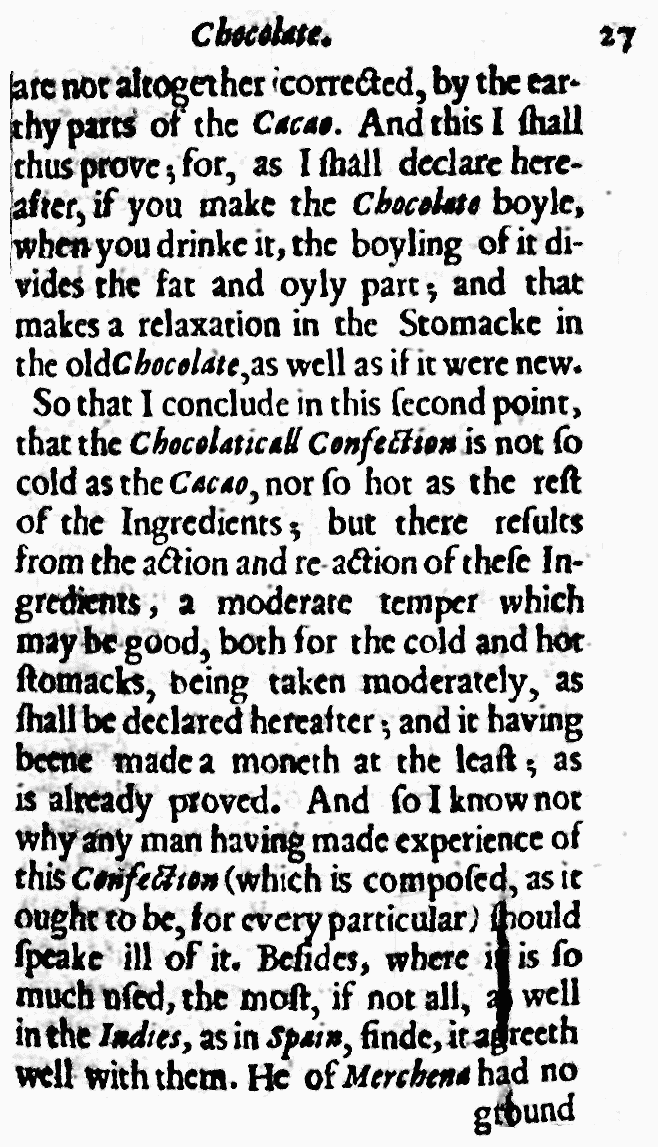 Chocolate. 27
are not altogether correcte​d, by the ear-
thy parts of the Cacao. And this I ſhall
thus prove; for, as I ſhall declare here-
after, if you make the Chocolate boyle,
when you drinke it, the boyling of it di-
vides the fat and oyly part; and that
makes a relaxation in the Stomacke in
the old Chocolate, as well as if it were new.
So that I conclude in this ſecond point,
that the Chocolaticall Confection is not ſo
cold as the Cacao, nor ſo hot as the reſt
of the Ingredients; but there reſults
from the action and re-action of theſe In-
gredients, a moderate temper which
may be good, both for the cold and hot
ſtomacks, being taken moderately, as
ſhall be declared hereafter; and it having
beene made a moneth at the leaſt; as
is already proved. And ſo I know not
why any man having made experience of
this Confection (which is compoſed, as it
ought to be, for every particular) ſhould
ſpeake ill of it. Beſides, where it is ſo
much uſed, the moſt, if not all, as well
in the Indies, as in Spain, finde, it agreeth
well with them. He of Merchena had no
ground